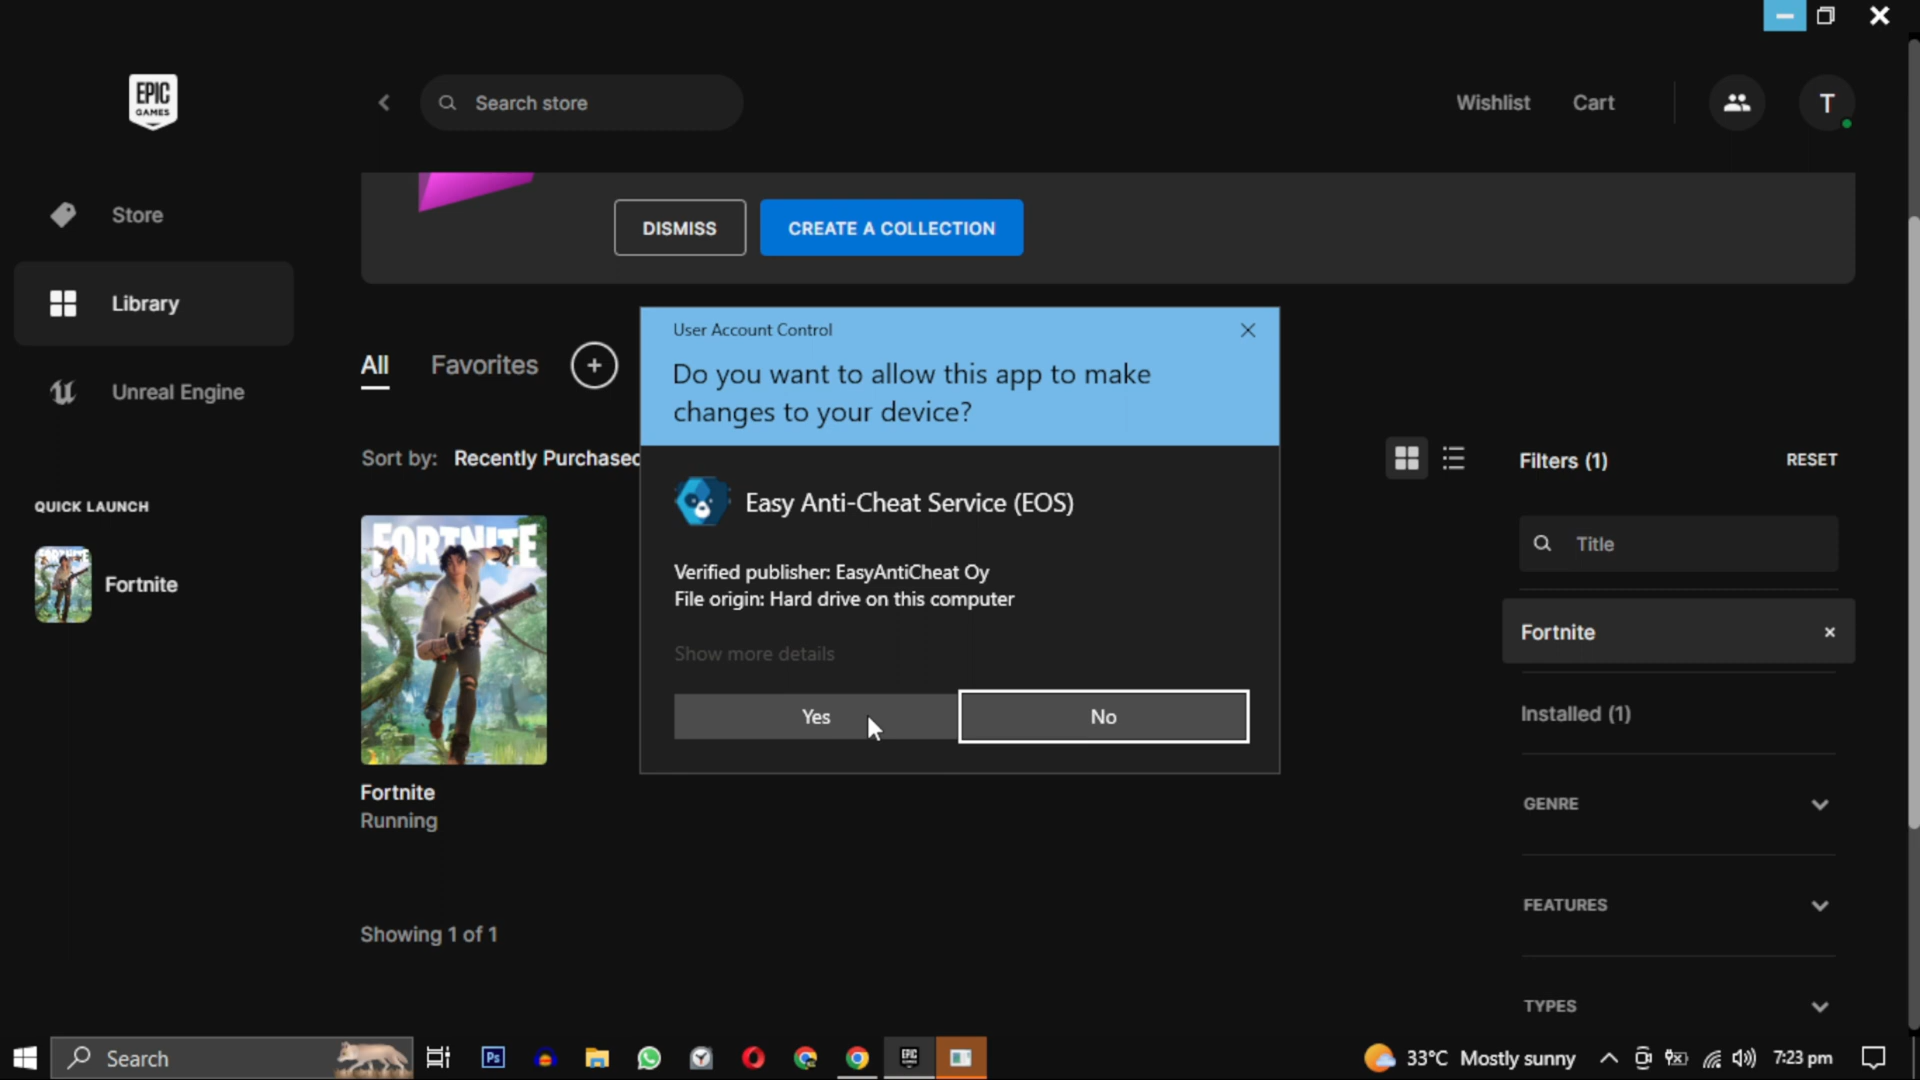 EPIC
GAMES
Search store
Wishlist
Cart
T
Store
DISMISS
CREATE A COLLECTION
Library
Unreal Engine
All
Favorites
Sort by: Recently Purchased
QUICK LAUNCH
Fortnite
FORTNITE
Fortnite
Running
Showing 1 of 1
User Account Control
Do you want to allow this app to make
changes to your device?
Easy Anti-Cheat Service (EOS)
Verified publisher: EasyAntiCheat Oy
File origin: Hard drive on this computer
Show more details
Yes
No
Filters (1)
RESET
Title
Fortnite
Installed (1)
GENRE
FEATURES
TYPES
Search
Ps
EPIC
33°C Mostly sunny
7:23 pm